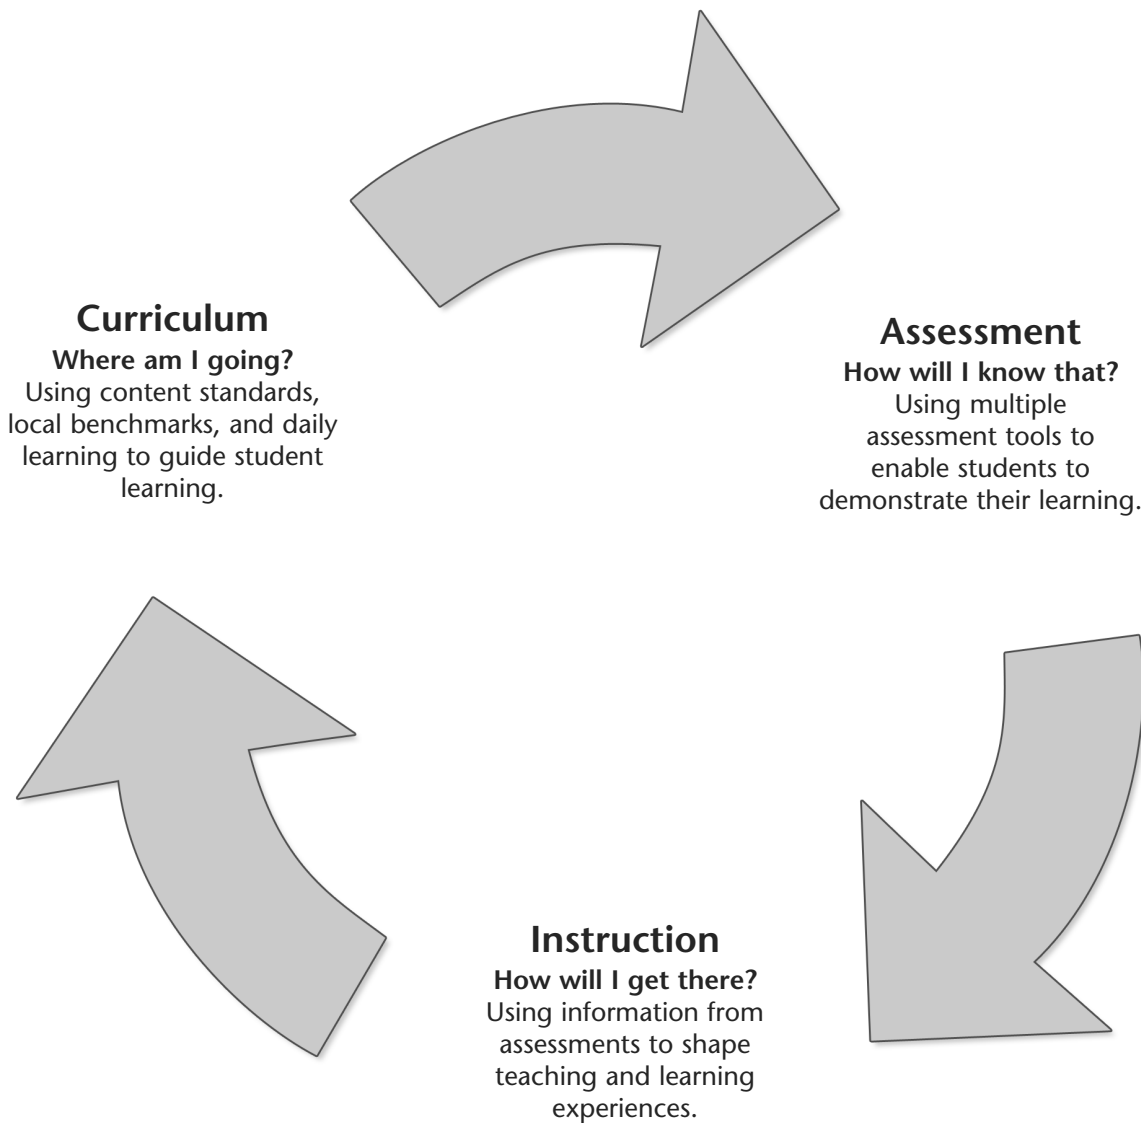 Curriculum
Where am I going?
Using content standards,
local benchmarks, and daily
learning to guide student
learning.
Assessment
How will I know that?
Using multiple
assessment tools to
enable students to
demonstrate their learning.
Instruction
How will I get there?
Using information from
assessments to shape
teaching and learning
experiences.